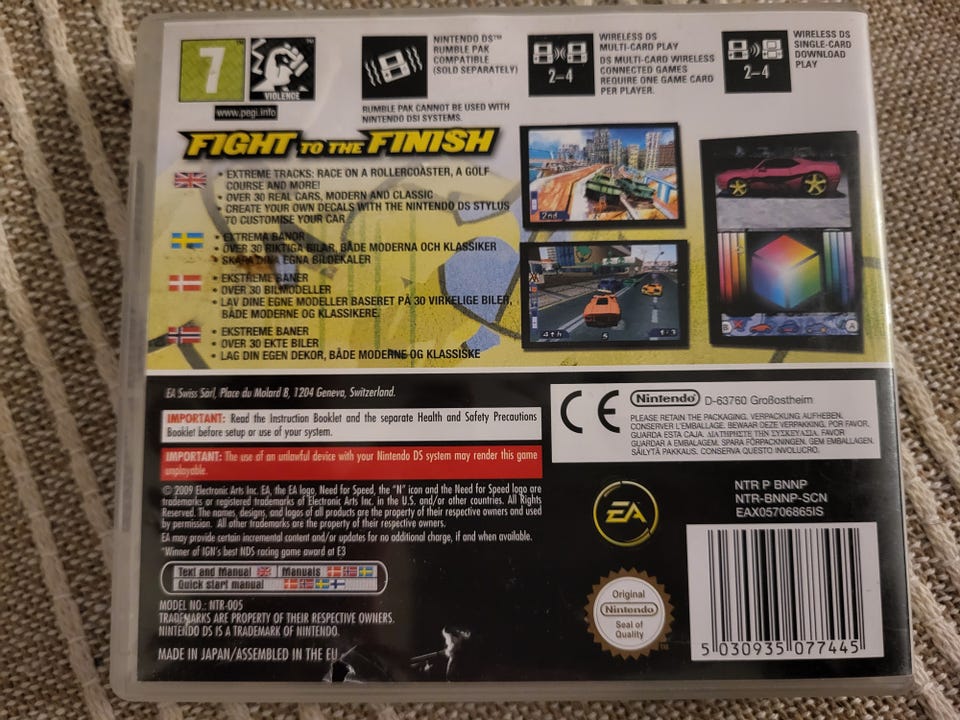 7
VIOLENCE
www.pegi.info
NINTENDO DS™
RUMBLE PAK
COMPATIBLE
(SOLD SEPARATELY)
RUMBLE PAK CANNOT BE USED WITH
NINTENDO DSI SYSTEMS.
2–4
WIRELESS DS
MULTI-CARD PLAY
DS MULTI-CARD WIRELESS
CONNECTED GAMES
REQUIRE ONE GAME CARD
PER PLAYER.
2–4
WIRELESS DS
SINGLE-CARD
DOWNLOAD
PLAY
FIGHT TO THE FINISH
• EXTREME TRACKS: RACE ON A ROLLERCOASTER, A GOLF
COURSE AND MORE!
• OVER 30 REAL CARS, MODERN AND CLASSIC
• CREATE YOUR OWN DECALS WITH THE NINTENDO DS STYLUS
TO CUSTOMISE YOUR CAR
• EXTREMA BANOR
• ÖVER 30 RIKTIGA BILAR, BÅDE MODERNA OCH KLASSIKER
• SKAPA DINA EGNA BILDEKALER
• EKSTREME BANER
• OVER 30 BILMODELLER
• LAV DINE EGNE MODELLER BASERET PÅ 30 VIRKELIGE BILER,
BÅDE MODERNE OG KLASSIKERE.
• EKSTREME BANER
• OVER 30 EKTE BILER
• LAG DIN EGEN DEKOR, BÅDE MODERNE OG KLASSISKE
2nd
4th
1/3
B
A
EA Swiss Sàrl, Place du Molard 8, 1204 Geneva, Switzerland.
IMPORTANT: Read the Instruction Booklet and the separate Health and Safety Precautions
Booklet before setup or use of your system.
IMPORTANT: The use of an unlawful device with your Nintendo DS system may render this game
unplayable.
© 2009 Electronic Arts Inc. EA, the EA logo, Need for Speed, the "N" icon and the Need for Speed logo are
trademarks or registered trademarks of Electronic Arts Inc. in the U.S. and/or other countries. All Rights
Reserved. The names, designs, and logos of all products are the property of their respective owners and used
by permission. All other trademarks are the property of their respective owners.
EA may provide certain incremental content and/or updates for no additional charge, if and when available.
*Winner of IGN's best NDS racing game award at E3
Text and Manual
Manuals
Quick start manual
MODEL NO.: NTR-005
TRADEMARKS ARE PROPERTY OF THEIR RESPECTIVE OWNERS.
NINTENDO DS IS A TRADEMARK OF NINTENDO.
MADE IN JAPAN/ASSEMBLED IN THE EU
CE
Nintendo D-63760 Großostheim
PLEASE RETAIN THE PACKAGING. VERPACKUNG AUFHEBEN.
CONSERVER L'EMBALLAGE. BEWAAR DEZE VERPAKKING. POR FAVOR,
GUARDA ESTA CAJA. ΔΙΑΤΗΡΗΣΤΕ ΤΗΝ ΣΥΣΚΕΥΑΣΙΑ. FAVOR
GUARDAR A EMBALAGEM. SPARA FÖRPACKNINGEN. GEM EMBALLAGEN.
SÄILYTÄ PAKKAUS. CONSERVA QUESTO INVOLUCRO.
EA
NTR P BNNP
NTR-BNNP-SCN
EAX05706865IS
Original
Nintendo
Seal of
Quality
5 030935 077445